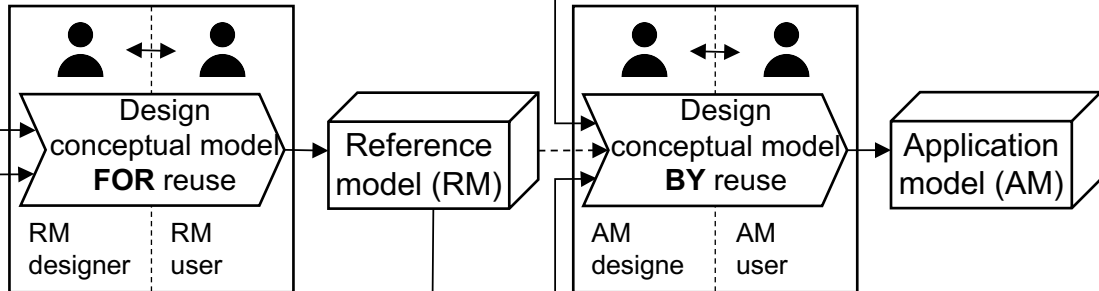 Design
conceptual model
FOR reuse
RM
designer
RM
user
Reference
model (RM)
Design
conceptual model
BY reuse
AM
designe
AM
user
Application
model (AM)